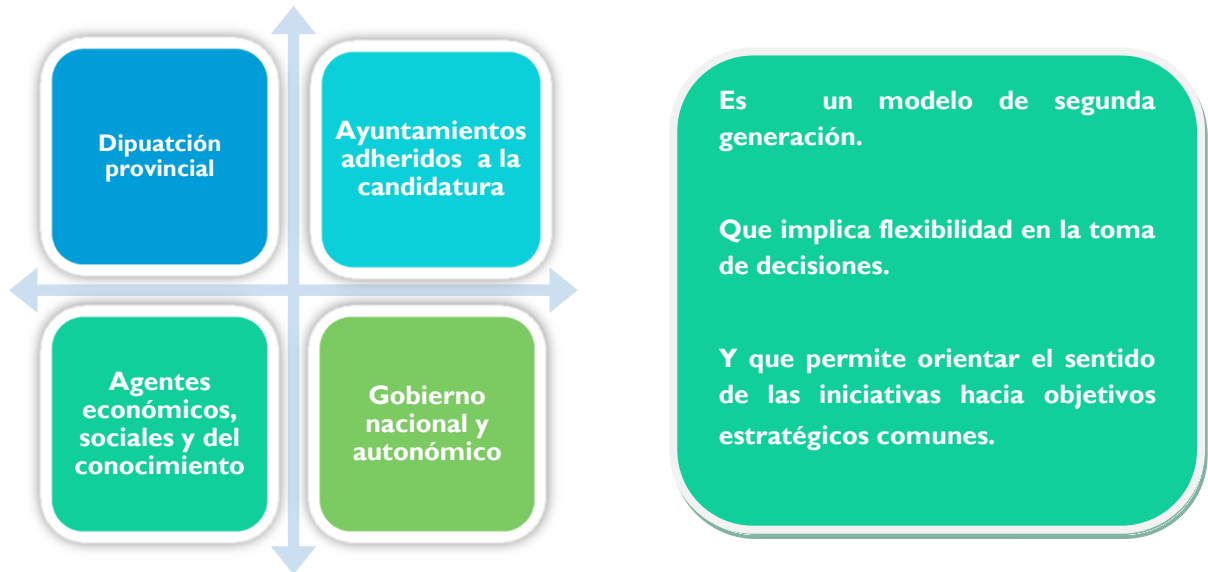 Dipuatción
provincial
Ayuntamientos
adheridos a la
candidatura
Agentes
económicos,
sociales y del
conocimiento
Gobierno
nacional y
autonómico
Es un modelo de segunda
generación.
Que implica flexibilidad en la toma
de decisiones.
Y que permite orientar el sentido
de las iniciativas hacia objetivos
estratégicos comunes.